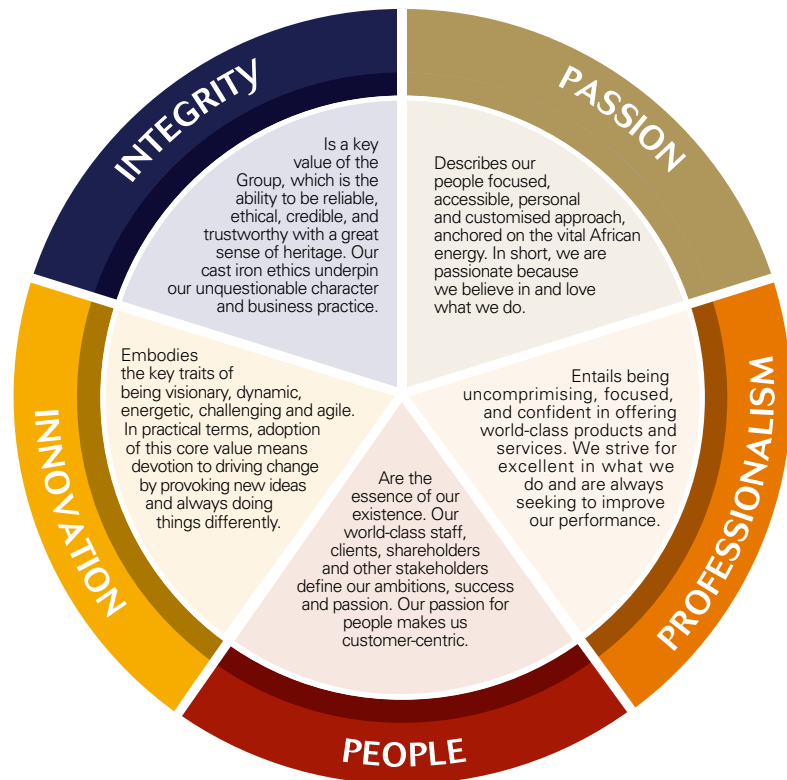 INTEGRITY
Is a key
value of the
Group, which is the
ability to be reliable,
ethical, credible, and
trustworthy with a great
sense of heritage. Our
cast iron ethics underpin
our unquestionable character
and business practice.
PASSION
Describes our
people focused,
accessible, personal
and customised approach,
anchored on the vital African
energy. In short, we are
passionate because
we believe in and love
what we do.
PROFESSIONALISM
Entails being
uncomprimising, focused,
and confident in offering
world-class products and
services. We strive for
excellent in what we
do and are always
seeking to improve
our performance.
PEOPLE
Are the
essence of our
existence. Our
world-class staff,
clients, shareholders
and other stakeholders
define our ambitions, success
and passion. Our passion for
people makes us
customer-centric.
INNOVATION
Embodies
the key traits of
being visionary, dynamic,
energetic, challenging and agile.
In practical terms, adoption
of this core value means
devotion to driving change
by provoking new ideas
and always doing
things differently.